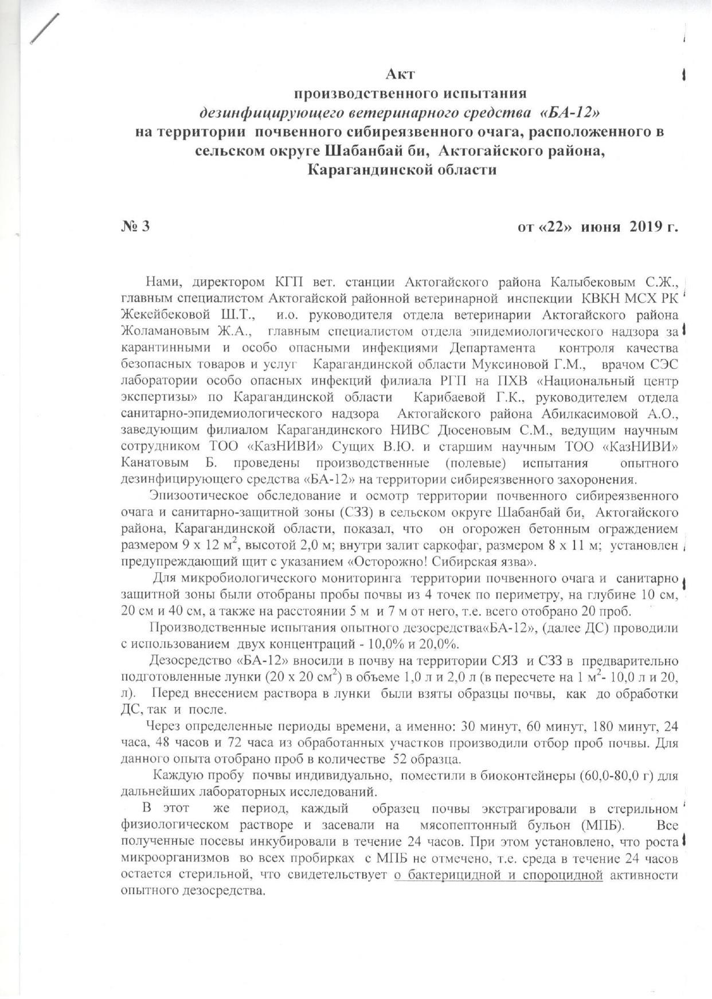 Акт
производственного испытания
дезинфицирующего ветеринарного средства «БА-12»
на территории почвенного сибиреязвенного очага, расположенного в
сельском округе Шабанбай би, Актогайского района,
Карагандинской области
№ 3 от «22» июня 2019 г.
Нами, директором КГП вет. станции Актогайского района Калыбековым С.Ж.,
главным специалистом Актогайской районной ветеринарной инспекции КВКН МСХ РК
Жекейбековой Ш.Т., и.о. руководителя отдела ветеринарии Актогайского района
Жоламановым Ж.А., главным специалистом отдела эпидемиологического надзора за
карантинными и особо опасными инфекциями Департамента контроля качества
безопасных товаров и услуг Карагандинской области Муксиновой Г.М., врачом СЭС
лаборатории особо опасных инфекций филиала РГП на ПХВ «Национальный центр
экспертизы» по Карагандинской области Карибаевой Г.К., руководителем отдела
санитарно-эпидемиологического надзора Актогайского района Абилкасимовой А.О.,
заведующим филиалом Карагандинского НИВС Дюсеновым С.М., ведущим научным
сотрудником ТОО «КазНИВИ» Сущих В.Ю. и старшим научным ТОО «КазНИВИ»
Канатовым Б. проведены производственные (полевые) испытания опытного
дезинфицирующего средства «БА-12» на территории сибиреязвенного захоронения.
Эпизоотическое обследование и осмотр территории почвенного сибиреязвенного
очага и санитарно-защитной зоны (СЗЗ) в сельском округе Шабанбай би, Актогайского
района, Карагандинской области, показал, что он огорожен бетонным ограждением
размером 9 х 12 м², высотой 2,0 м; внутри залит саркофаг, размером 8 х 11 м; установлен
предупреждающий щит с указанием «Осторожно! Сибирская язва».
Для микробиологического мониторинга территории почвенного очага и санитарно
защитной зоны были отобраны пробы почвы из 4 точек по периметру, на глубине 10 см,
20 см и 40 см, а также на расстоянии 5 м и 7 м от него, т.е. всего отобрано 20 проб.
Производственные испытания опытного дезосредства«БА-12», (далее ДС) проводили
с использованием двух концентраций - 10,0% и 20,0%.
Дезосредство «БА-12» вносили в почву на территории СЯЗ и СЗЗ в предварительно
подготовленные лунки (20 х 20 см²) в объеме 1,0 л и 2,0 л (в пересчете на 1 м²- 10,0 л и 20,
л). Перед внесением раствора в лунки были взяты образцы почвы, как до обработки
ДС, так и после.
Через определенные периоды времени, а именно: 30 минут, 60 минут, 180 минут, 24
часа, 48 часов и 72 часа из обработанных участков производили отбор проб почвы. Для
данного опыта отобрано проб в количестве 52 образца.
Каждую пробу почвы индивидуально, поместили в биоконтейнеры (60,0-80,0 г) для
дальнейших лабораторных исследований.
В этот же период, каждый образец почвы экстрагировали в стерильном
физиологическом растворе и засевали на мясопептонный бульон (МПБ). Все
полученные посевы инкубировали в течение 24 часов. При этом установлено, что роста
микроорганизмов во всех пробирках с МПБ не отмечено, т.е. среда в течение 24 часов
остается стерильной, что свидетельствует о бактерицидной и спороцидной активности
опытного дезосредства.